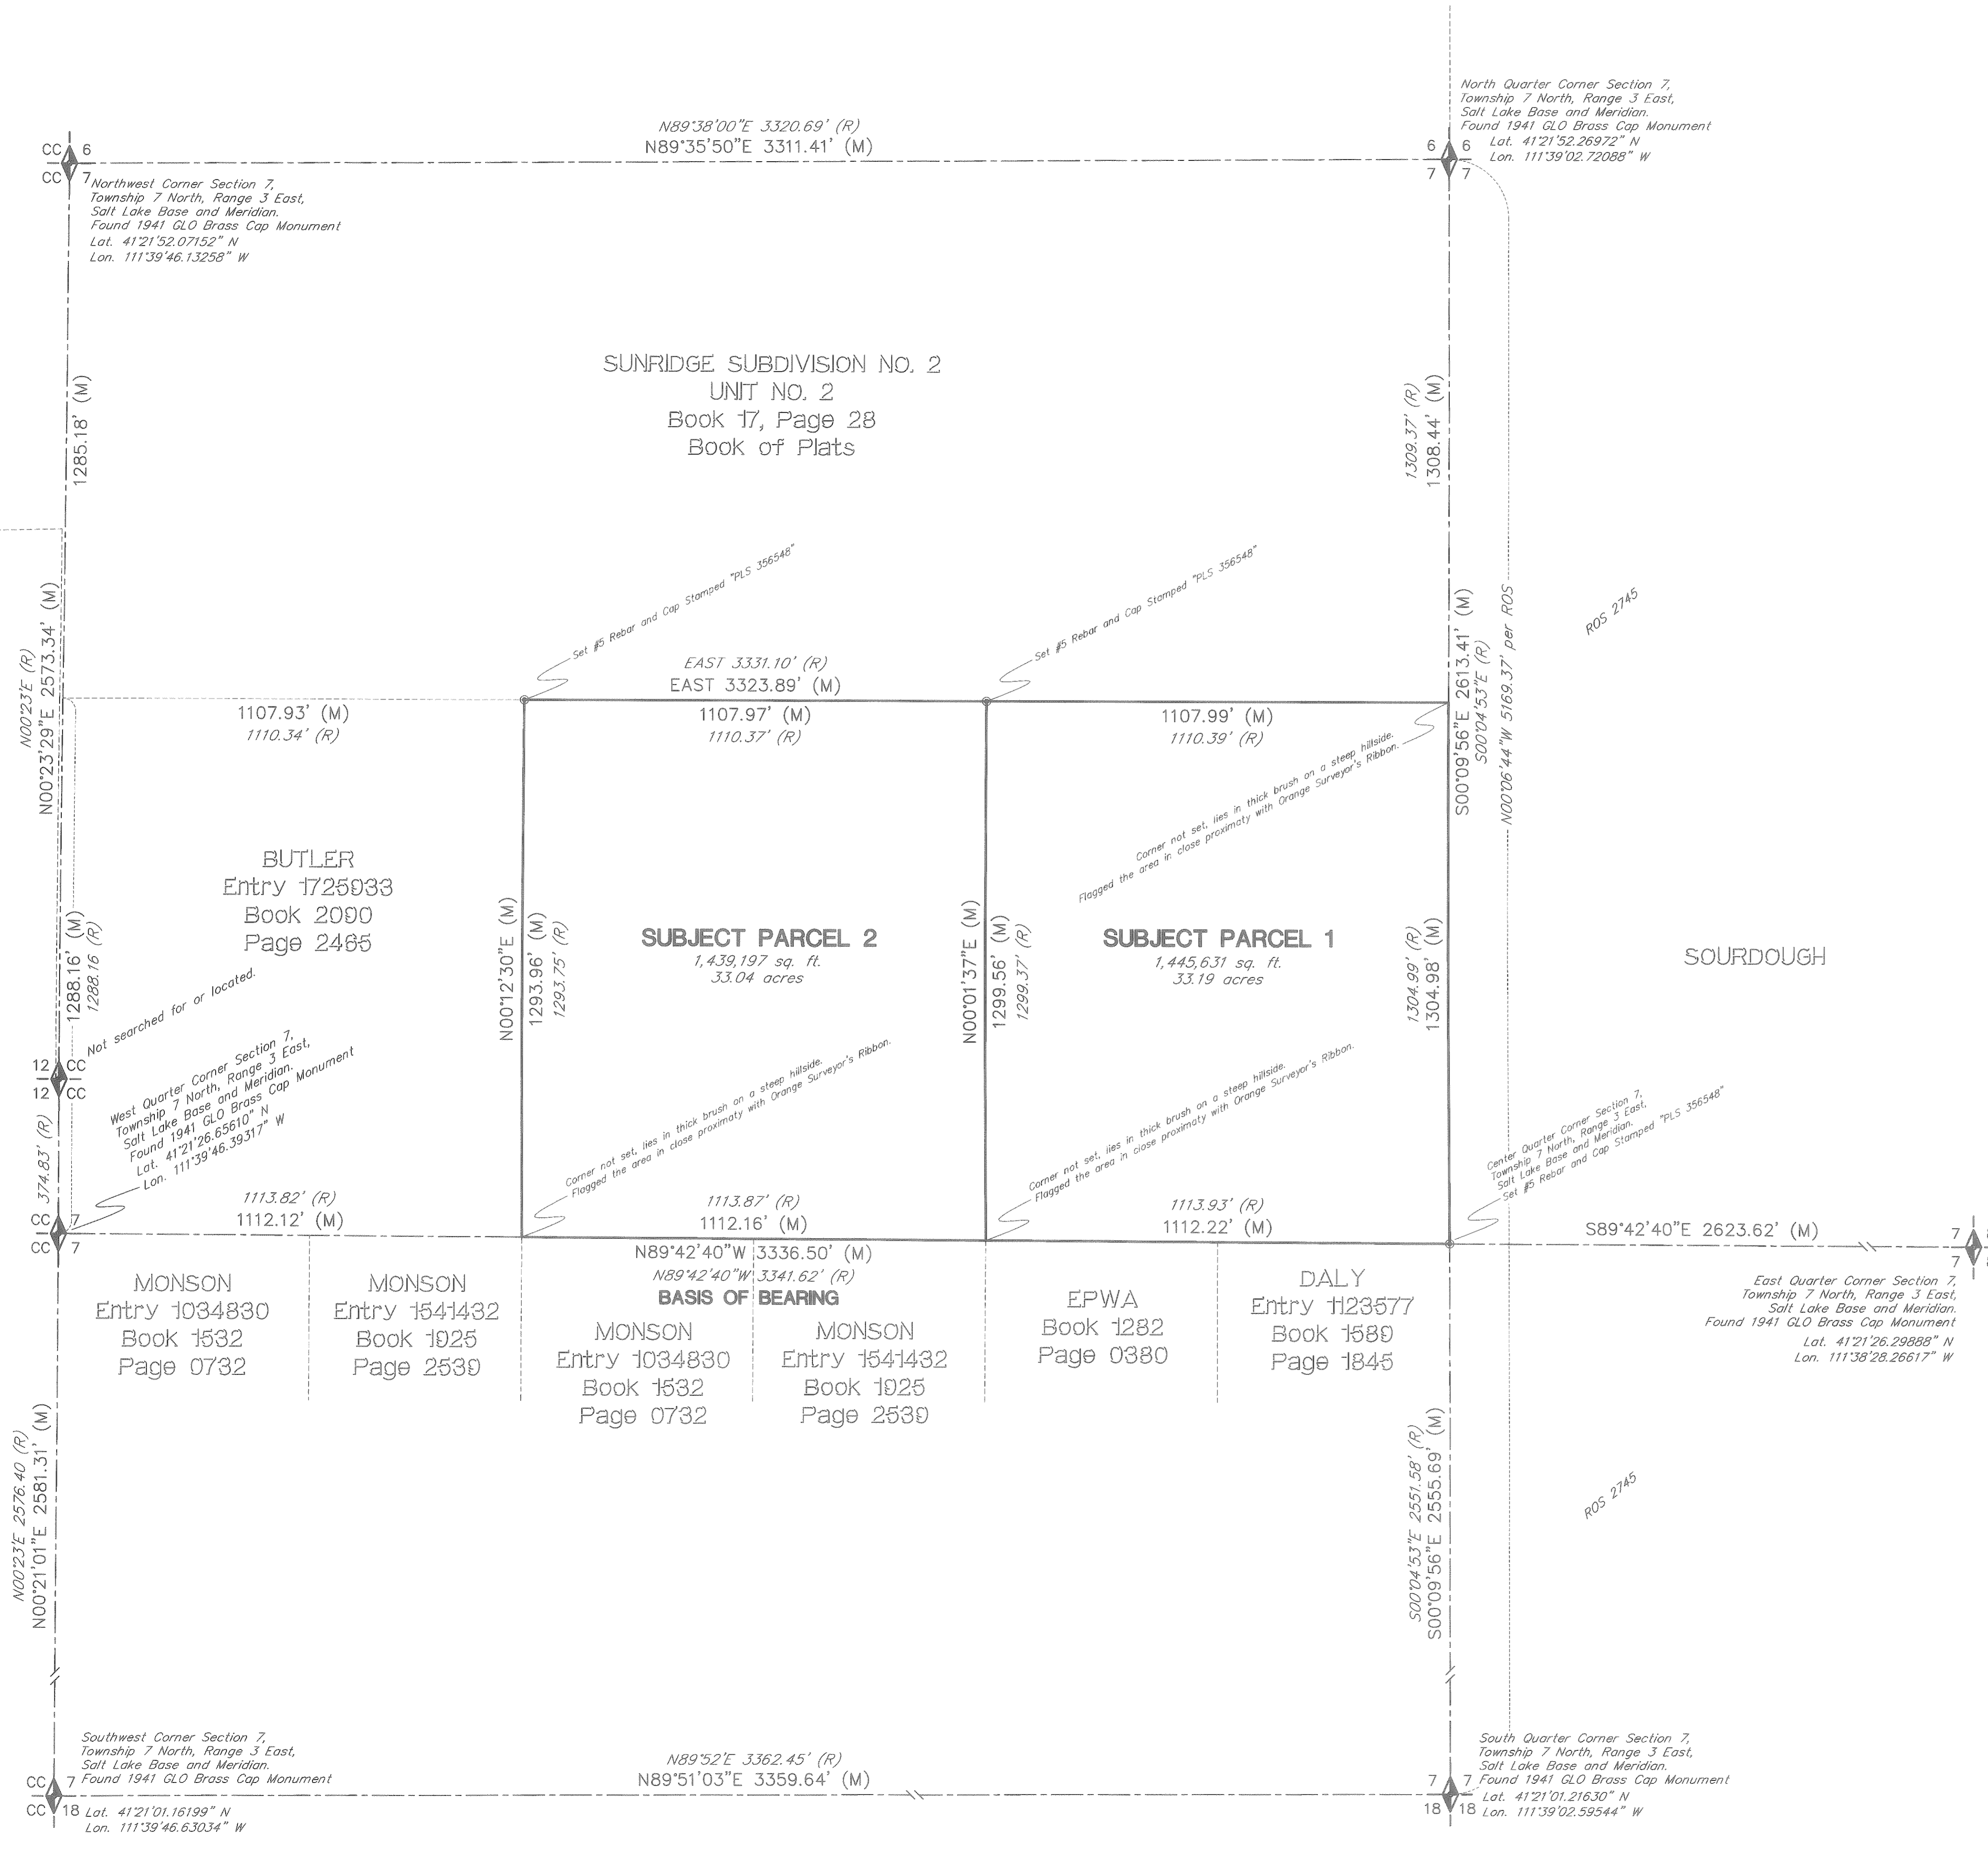 North Quarter Corner Section 7,
Township 7 North, Range 3 East,
Salt Lake Base and Meridian.
Found 1941 GLO Brass Cap Monument
Lat. 41°21'52.26972" N
Lon. 111°39'02.72088" W
6 6
7 7
N89°38'00"E 3320.69' (R)
N89°35'50"E 3311.41' (M)
CC 6
CC 7
Northwest Corner Section 7,
Township 7 North, Range 3 East,
Salt Lake Base and Meridian.
Found 1941 GLO Brass Cap Monument
Lat. 41°21'52.07152" N
Lon. 111°39'46.13258" W
SUNRIDGE SUBDIVISION NO. 2
UNIT NO. 2
Book 17, Page 28
Book of Plats
1285.18' (M)
1309.37' (R)
1308.44' (M)
Set #5 Rebar and Cap Stamped "PLS 356548"
Set #5 Rebar and Cap Stamped "PLS 356548"
ROS 2745
N00°23'E (R)
N00°23'29"E 2573.34' (M)
EAST 3331.10' (R)
EAST 3323.89' (M)
S00°09'56"E 2613.41' (M)
S00°04'53"E (R)
N00°06'44"W 5169.37' per ROS
1107.93' (M)
1110.34' (R)
1107.97' (M)
1110.37' (R)
1107.99' (M)
1110.39' (R)
Corner not set, lies in thick brush on a steep hillside.
Flagged the area in close proximaty with Orange Surveyor's Ribbon.
BUTLER
Entry 1725933
Book 2090
Page 2465
1288.16' (M)
1288.16 (R)
N00°12'30"E (M)
1293.96' (M)
1293.75' (R)
SUBJECT PARCEL 2
1,439,197 sq. ft.
33.04 acres
N00°01'37"E (M)
1299.56' (M)
1299.37' (R)
SUBJECT PARCEL 1
1,445,631 sq. ft.
33.19 acres
1304.99' (R)
1304.98' (M)
SOURDOUGH
Not searched for or located.
12 CC
12 CC
West Quarter Corner Section 7,
Township 7 North, Range 3 East,
Salt Lake Base and Meridian.
Found 1941 GLO Brass Cap Monument
Lat. 41°21'26.65610" N
Lon. 111°39'46.39317" W
374.83' (R)
Corner not set, lies in thick brush on a steep hillside.
Flagged the area in close proximaty with Orange Surveyor's Ribbon.
Corner not set, lies in thick brush on a steep hillside.
Flagged the area in close proximaty with Orange Surveyor's Ribbon.
Center Quarter Corner Section 7,
Township 7 North, Range 3 East,
Salt Lake Base and Meridian.
Set #5 Rebar and Cap Stamped "PLS 356548"
CC 7
CC 7
1113.82' (R)
1112.12' (M)
1113.87' (R)
1112.16' (M)
1113.93' (R)
1112.22' (M)
S89°42'40"E 2623.62' (M)
7
7
N89°42'40"W 3336.50' (M)
N89°42'40"W 3341.62' (R)
BASIS OF BEARING
East Quarter Corner Section 7,
Township 7 North, Range 3 East,
Salt Lake Base and Meridian.
Found 1941 GLO Brass Cap Monument
Lat. 41°21'26.29888" N
Lon. 111°38'28.26617" W
MONSON
Entry 1034830
Book 1532
Page 0732
MONSON
Entry 1541432
Book 1925
Page 2539
MONSON
Entry 1034830
Book 1532
Page 0732
MONSON
Entry 1541432
Book 1925
Page 2539
EPWA
Book 1282
Page 0380
DALY
Entry 1123577
Book 1589
Page 1845
N00°23'E 2576.40 (R)
N00°21'01"E 2581.31' (M)
S00°04'53"E 2551.58' (R)
S00°09'56"E 2555.69' (M)
ROS 2745
Southwest Corner Section 7,
Township 7 North, Range 3 East,
Salt Lake Base and Meridian.
Found 1941 GLO Brass Cap Monument
CC 7
CC 18
Lat. 41°21'01.16199" N
Lon. 111°39'46.63034" W
N89°52'E 3362.45' (R)
N89°51'03"E 3359.64' (M)
South Quarter Corner Section 7,
Township 7 North, Range 3 East,
Salt Lake Base and Meridian.
Found 1941 GLO Brass Cap Monument
7 7
18 18
Lat. 41°21'01.21630" N
Lon. 111°39'02.59544" W